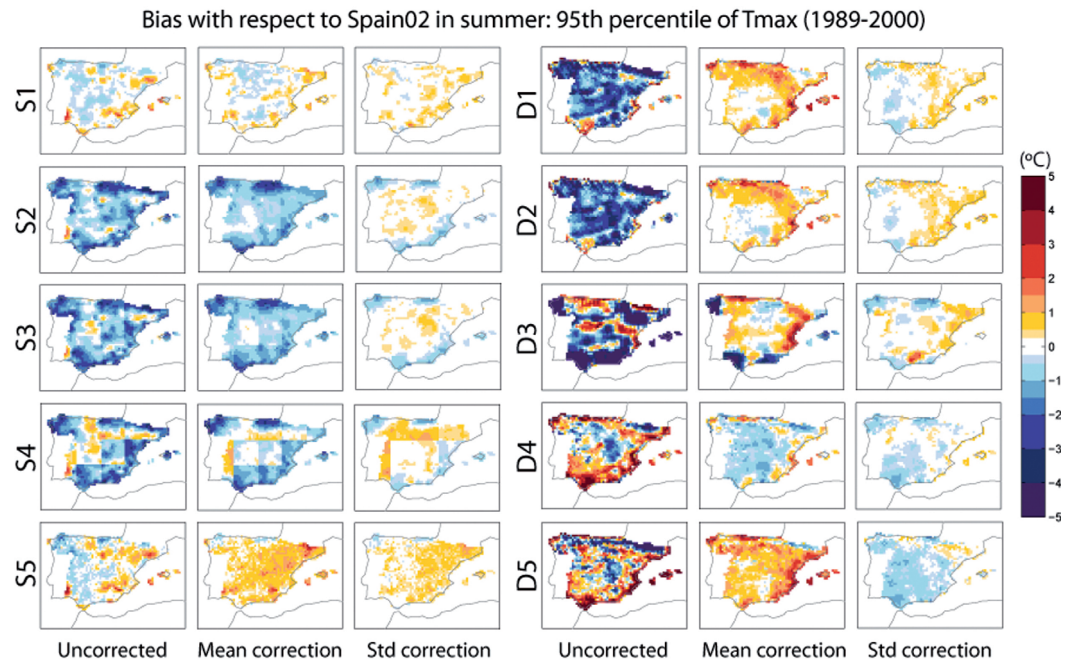 Bias with respect to Spain02 in summer: 95th percentile of Tmax (1989-2000)
S1
D1
S2
D2
S3
D3
S4
D4
S5
D5
Uncorrected
Mean correction
Std correction
Uncorrected
Mean correction
Std correction
(ºC)
5
4
3
2
1
0
−1
−2
−3
−4
−5